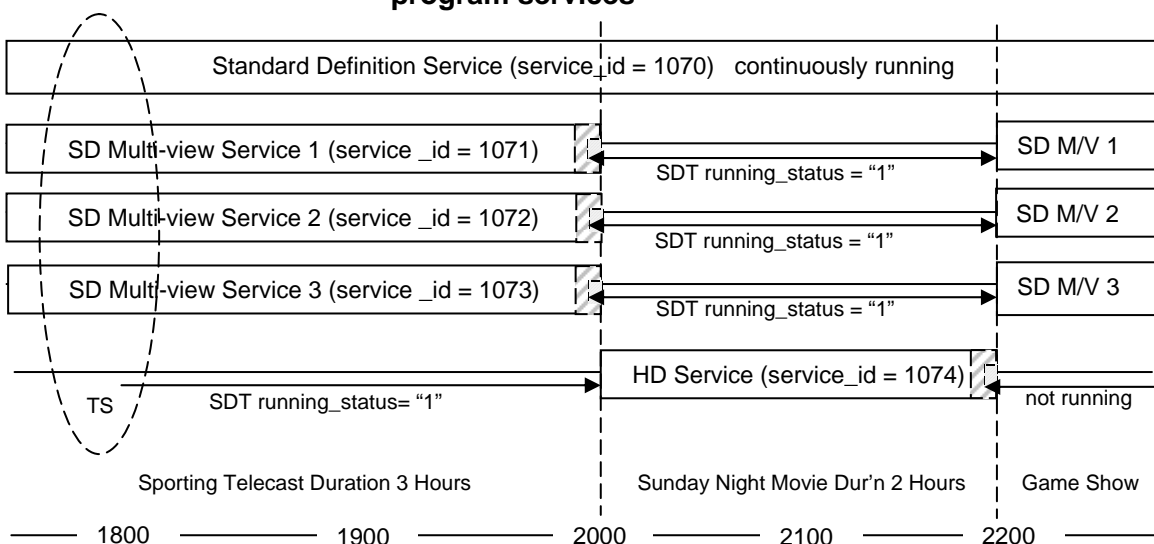 program services
Standard Definition Service (service_id = 1070) continuously running
SD Multi-view Service 1 (service _id = 1071)
SD M/V 1
SDT running_status = “1”
SD Multi-view Service 2 (service _id = 1072)
SD M/V 2
SDT running_status = “1”
SD Multi-view Service 3 (service _id = 1073)
SD M/V 3
SDT running_status = “1”
HD Service (service_id = 1074)
TS
SDT running_status= “1”
not running
Sporting Telecast Duration 3 Hours
Sunday Night Movie Dur'n 2 Hours
Game Show
1800 1900 2000 2100 2200